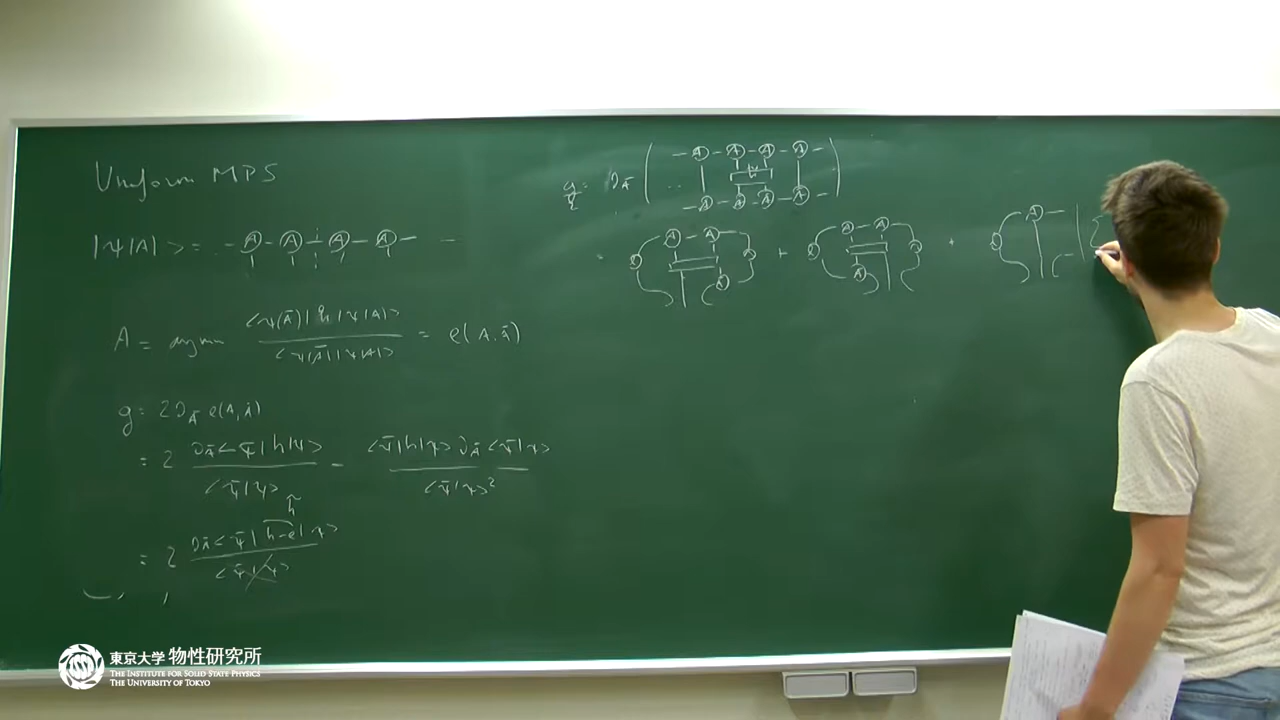 Uniform MPS
|ψ(A)> = - A - A - A - A -
A = argmin <ψ(Ā)|h|ψ(A)> / <ψ(Ā)|ψ(A)> = e(A, Ā)
g = 2∂_Ā e(A, Ā)
= 2 ∂_Ā<ψ̄|h|ψ> / <ψ̄|ψ> - <ψ̄|h|ψ> ∂_Ā<ψ̄|ψ> / <ψ̄|ψ>²
h̃
= 2 ∂_Ā<ψ̄|h-e|ψ> / <ψ̄|ψ>
∂_Ā ( - A - A - A - A -
h
- A - A - A - A - )
東京大学 物性研究所
THE INSTITUTE FOR SOLID STATE PHYSICS
THE UNIVERSITY OF TOKYO